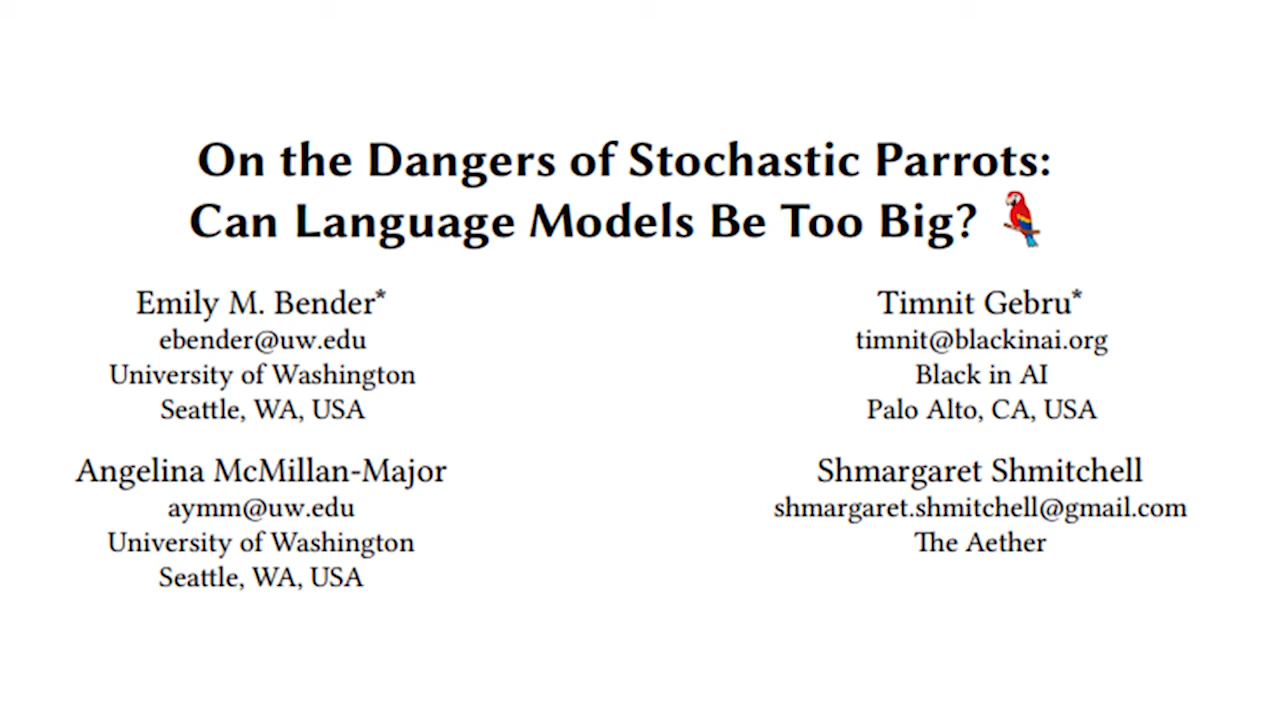 On the Dangers of Stochastic Parrots:
Can Language Models Be Too Big? 🦜
Emily M. Bender*
ebender@uw.edu
University of Washington
Seattle, WA, USA
Timnit Gebru*
timnit@blackinai.org
Black in AI
Palo Alto, CA, USA
Angelina McMillan-Major
aymm@uw.edu
University of Washington
Seattle, WA, USA
Shmargaret Shmitchell
shmargaret.shmitchell@gmail.com
The Aether